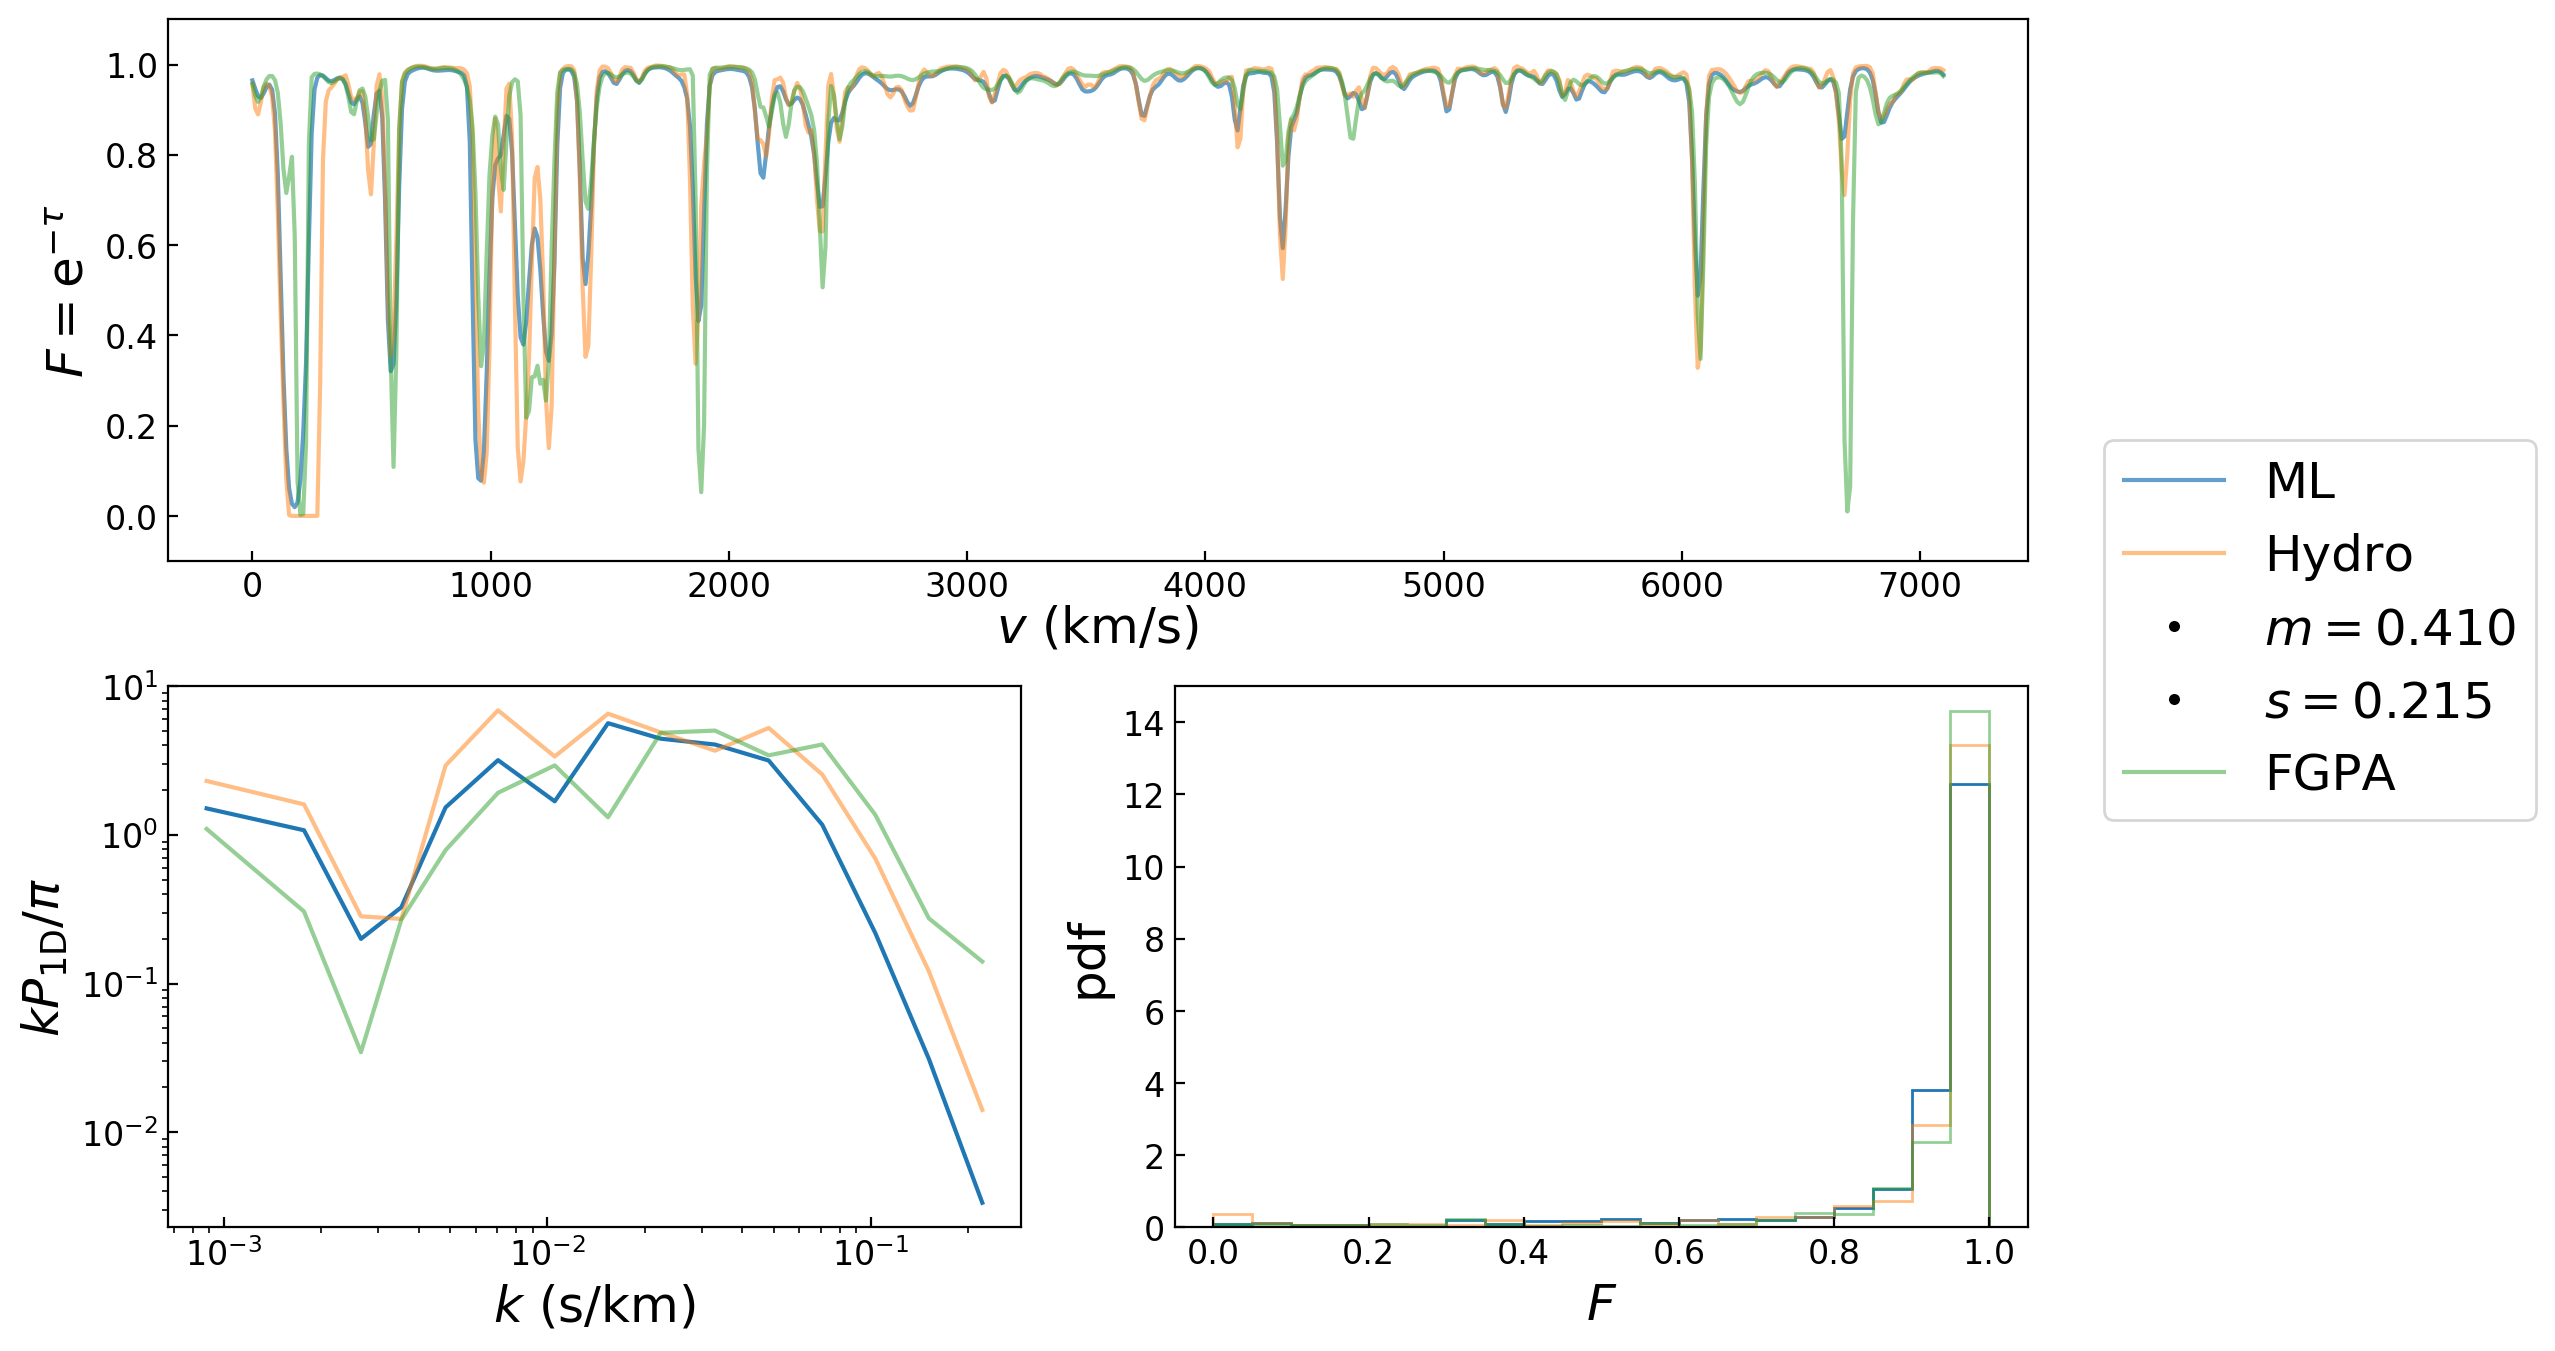 1.0
0.8
0.6
0.4
0.2
0.0
F = e^{−τ}
0 1000 2000 3000 4000 5000 6000 7000
v (km/s)
ML
Hydro
m = 0.410
s = 0.215
FGPA
10^1
10^0
10^{−1}
10^{−2}
kP_{1D}/π
10^{−3} 10^{−2} 10^{−1}
k (s/km)
14
12
10
8
6
4
2
0
pdf
0.0 0.2 0.4 0.6 0.8 1.0
F